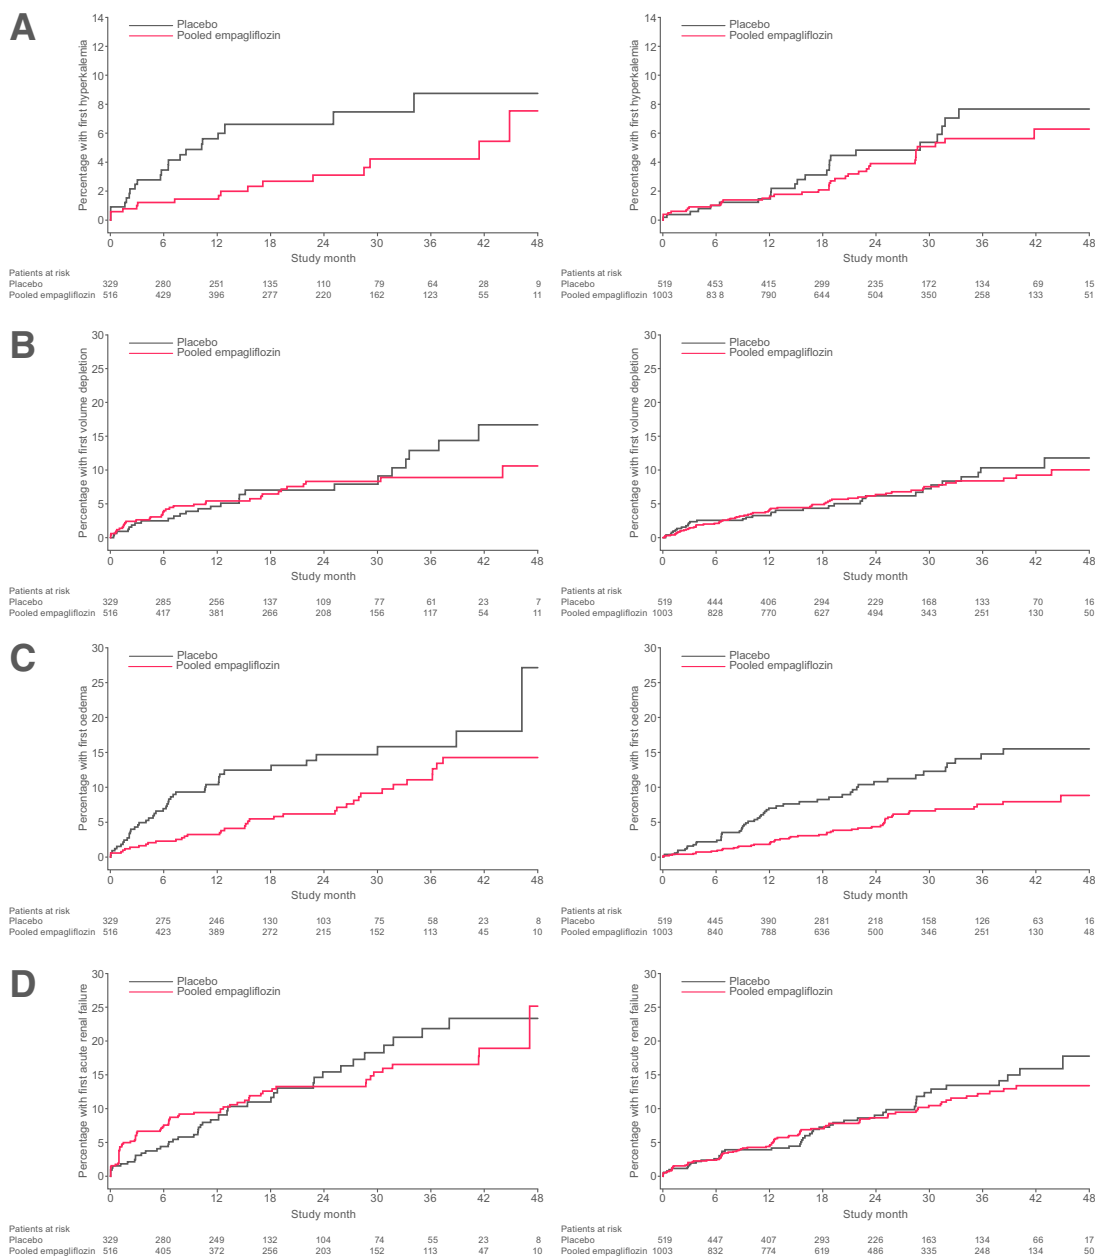 A
Percentage with first hyperkalemia
14
12
10
8
6
4
2
0
Placebo
Pooled empagliflozin
0 6 12 18 24 30 36 42 48
Study month
Patients at risk
Placebo 329 280 251 135 110 79 64 28 9
Pooled empagliflozin 516 429 396 277 220 162 123 55 11
Percentage with first hyperkalemia
14
12
10
8
6
4
2
0
Placebo
Pooled empagliflozin
0 6 12 18 24 30 36 42 48
Study month
Patients at risk
Placebo 519 453 415 299 235 172 134 69 15
Pooled empagliflozin 1003 83 8 790 644 504 350 258 133 51
B
Percentage with first volume depletion
30
25
20
15
10
5
0
Placebo
Pooled empagliflozin
0 6 12 18 24 30 36 42 48
Study month
Patients at risk
Placebo 329 285 256 137 109 77 61 23 7
Pooled empagliflozin 516 417 381 266 208 156 117 54 11
Percentage with first volume depletion
30
25
20
15
10
5
0
Placebo
Pooled empagliflozin
0 6 12 18 24 30 36 42 48
Study month
Patients at risk
Placebo 519 444 406 294 229 168 133 70 16
Pooled empagliflozin 1003 828 770 627 494 343 251 130 50
C
Percentage with first oedema
30
25
20
15
10
5
0
Placebo
Pooled empagliflozin
0 6 12 18 24 30 36 42 48
Study month
Patients at risk
Placebo 329 275 246 130 103 75 58 23 8
Pooled empagliflozin 516 423 389 272 215 152 113 45 10
Percentage with first oedema
30
25
20
15
10
5
0
Placebo
Pooled empagliflozin
0 6 12 18 24 30 36 42 48
Study month
Patients at risk
Placebo 519 445 390 281 218 158 126 63 16
Pooled empagliflozin 1003 840 788 636 500 346 251 130 48
D
Percentage with first acute renal failure
30
25
20
15
10
5
0
Placebo
Pooled empagliflozin
0 6 12 18 24 30 36 42 48
Study month
Patients at risk
Placebo 329 280 249 132 104 74 55 23 8
Pooled empagliflozin 516 405 372 256 203 152 113 47 10
Percentage with first acute renal failure
30
25
20
15
10
5
0
Placebo
Pooled empagliflozin
0 6 12 18 24 30 36 42 48
Study month
Patients at risk
Placebo 519 447 407 293 226 163 134 66 17
Pooled empagliflozin 1003 832 774 619 486 335 248 134 50